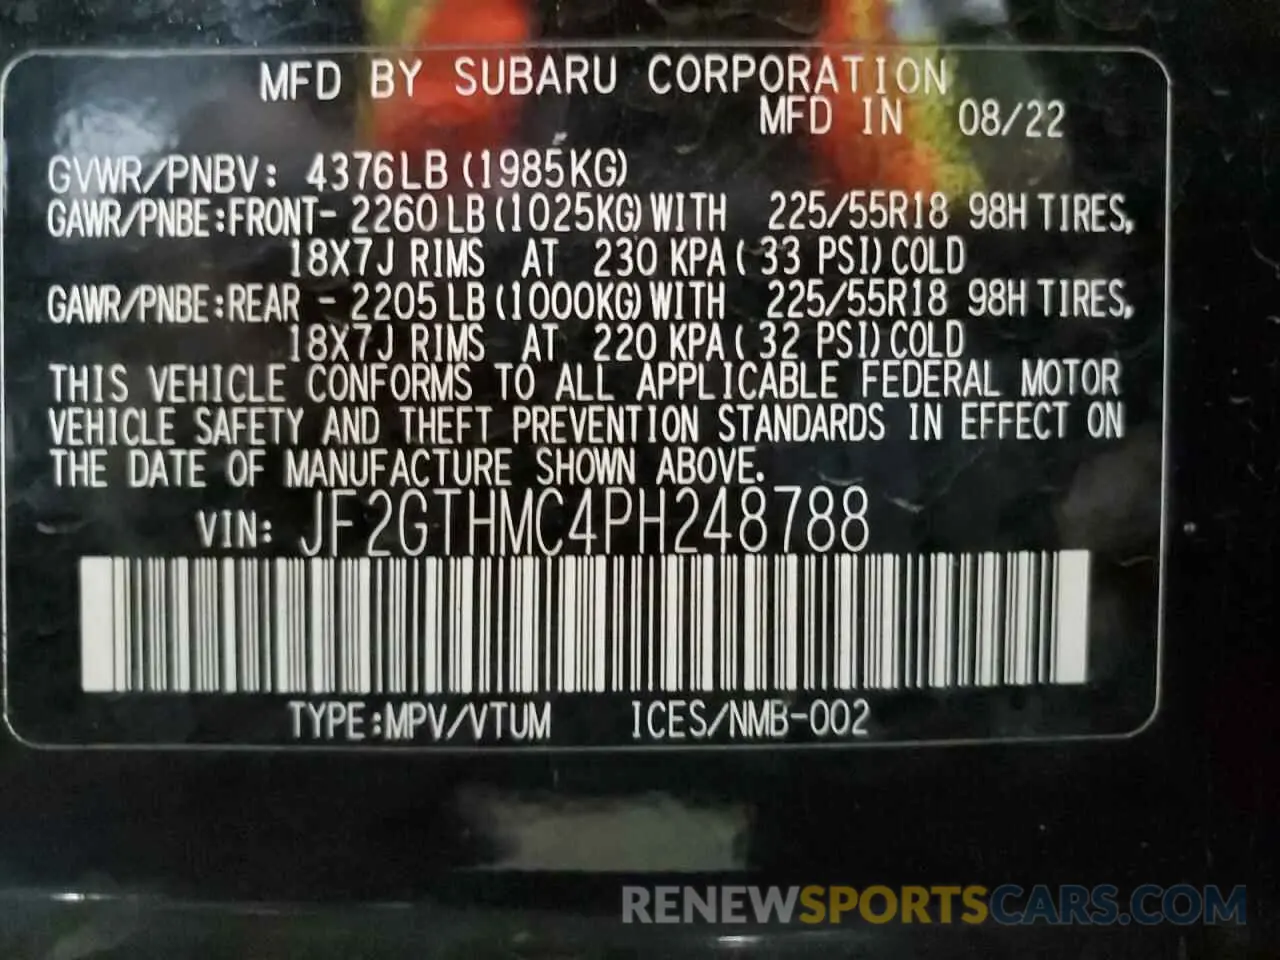 MFD BY SUBARU CORPORATION
MFD IN 08/22
GVWR/PNBV: 4376LB (1985KG)
GAWR/PNBE:FRONT- 2260 LB (1025KG) WITH 225/55R18 98H TIRES,
18X7J RIMS AT 230 KPA ( 33 PSI) COLD
GAWR/PNBE:REAR - 2205 LB (1000KG) WITH 225/55R18 98H TIRES,
18X7J RIMS AT 220 KPA ( 32 PSI) COLD
THIS VEHICLE CONFORMS TO ALL APPLICABLE FEDERAL MOTOR
VEHICLE SAFETY AND THEFT PREVENTION STANDARDS IN EFFECT ON
THE DATE OF MANUFACTURE SHOWN ABOVE.
VIN: JF2GTHMC4PH248788
TYPE:MPV/VTUM ICES/NMB-002
RENEWSPORTSCARS.COM